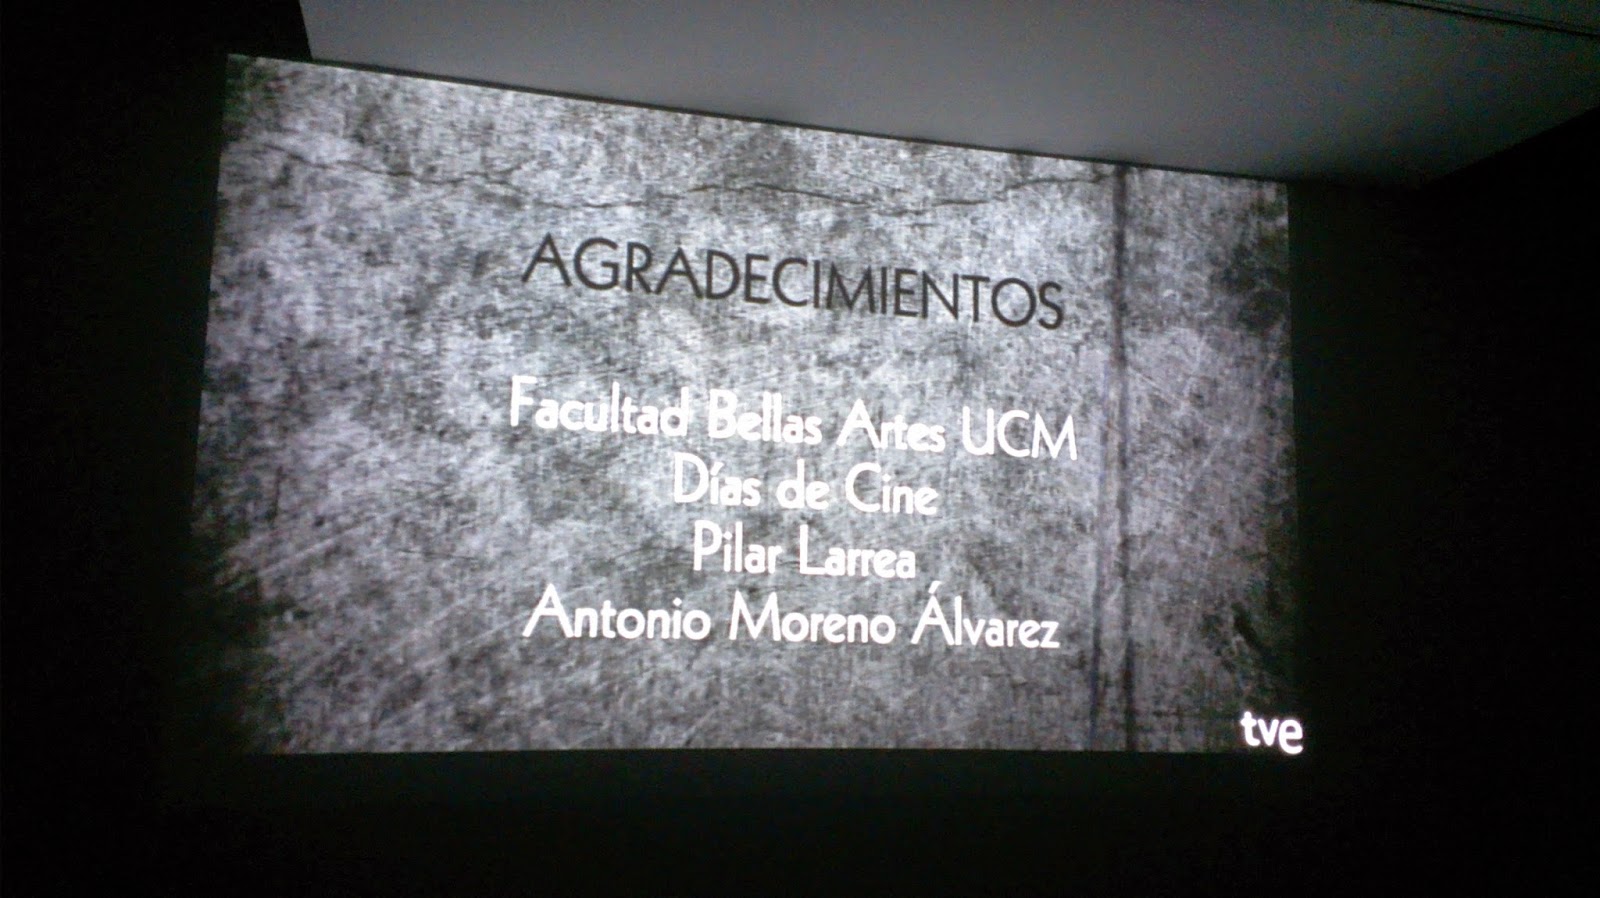 AGRADECIMIENTOS
Facultad Bellas Artes UCM
Días de Cine
Pilar Larrea
Antonio Moreno Álvarez
tve